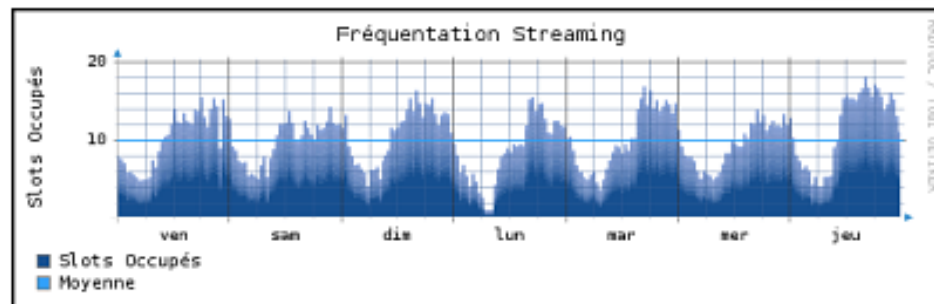 Fréquentation Streaming
Slots Occupés
20
10
ven sam dim lun mar mer jeu
Slots Occupés
Moyenne